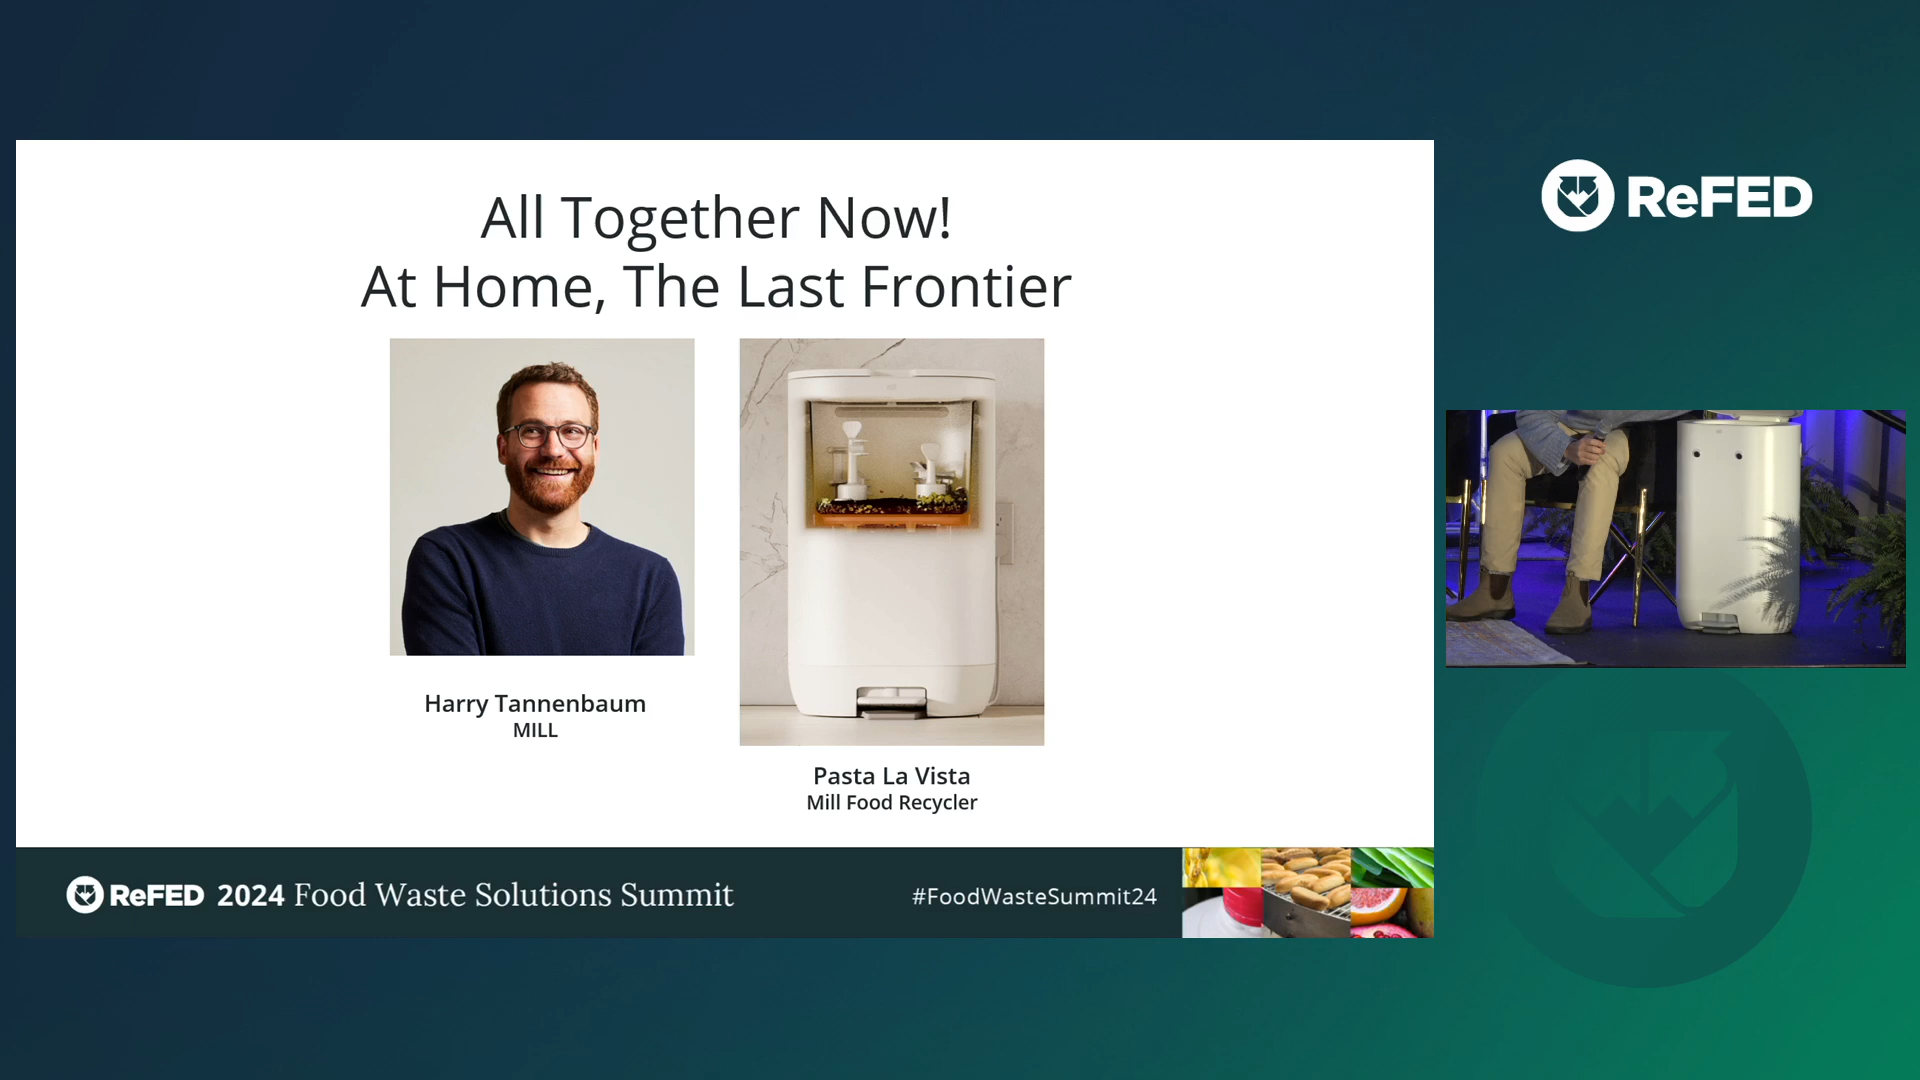 All Together Now!
At Home, The Last Frontier
ReFED
Harry Tannenbaum
MILL
Pasta La Vista
Mill Food Recycler
ReFED 2024 Food Waste Solutions Summit
#FoodWasteSummit24